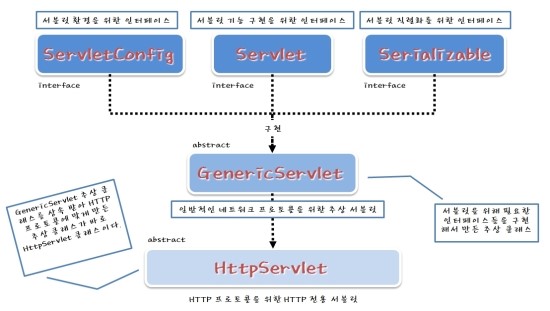 서블릿 환경을 위한 인터페이스
서블릿 기능 구현을 위한 인터페이스
서블릿 직렬화를 위한 인터페이스
ServletConfig
Servlet
Serializable
interface
interface
interface
구현
abstract
GenericServlet
일반적인 네트워크 프로토콜을 위한 추상 서블릿
GenericServlet 추상 클
래스를 상속 받아 HTTP
프로토콜에 맞게 만든
추상 클래스가 바로
HttpServlet 클래스이다.
서블릿을 위해 필요한
인터페이스들을 구현
해서 만든 추상 클래스
abstract
HttpServlet
HTTP 프로토콜을 위한 HTTP 전용 서블릿